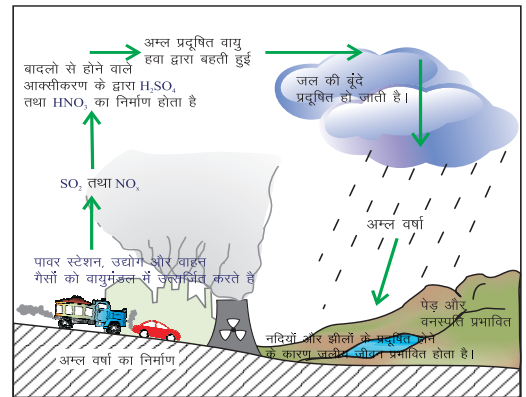 अम्ल प्रदूषित वायु
हवा द्वारा बहती हुई
बादलो से होने वाले
आक्सीकरण के द्वारा H₂SO₄
तथा HNO₃ का निर्माण होता है
जल की बूंदे
प्रदूषित हो जाती है।
SO₂ तथा NOₓ
अम्ल वर्षा
पावर स्टेशन, उद्योग और वाहन
गैसों को वायुमंडल में उत्सर्जित करते है
पेड़ और
वनस्पति प्रभावित
नदियों और झीलों के प्रदूषित होने
के कारण जलीय जीवन प्रभावित होता है।
अम्ल वर्षा का निर्माण